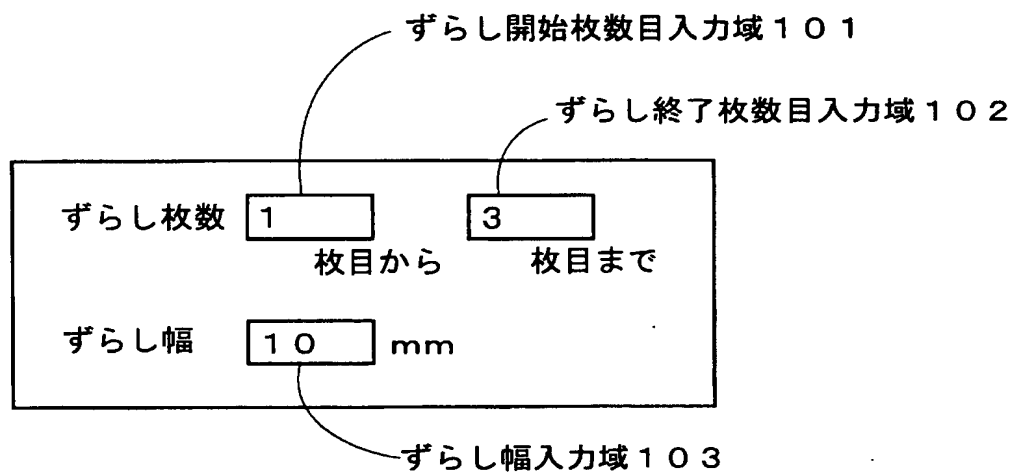 ずらし開始枚数目入力域１０１
ずらし終了枚数目入力域１０２
ずらし枚数 1 3
枚目から 枚目まで
ずらし幅 １０ mm
ずらし幅入力域１０３